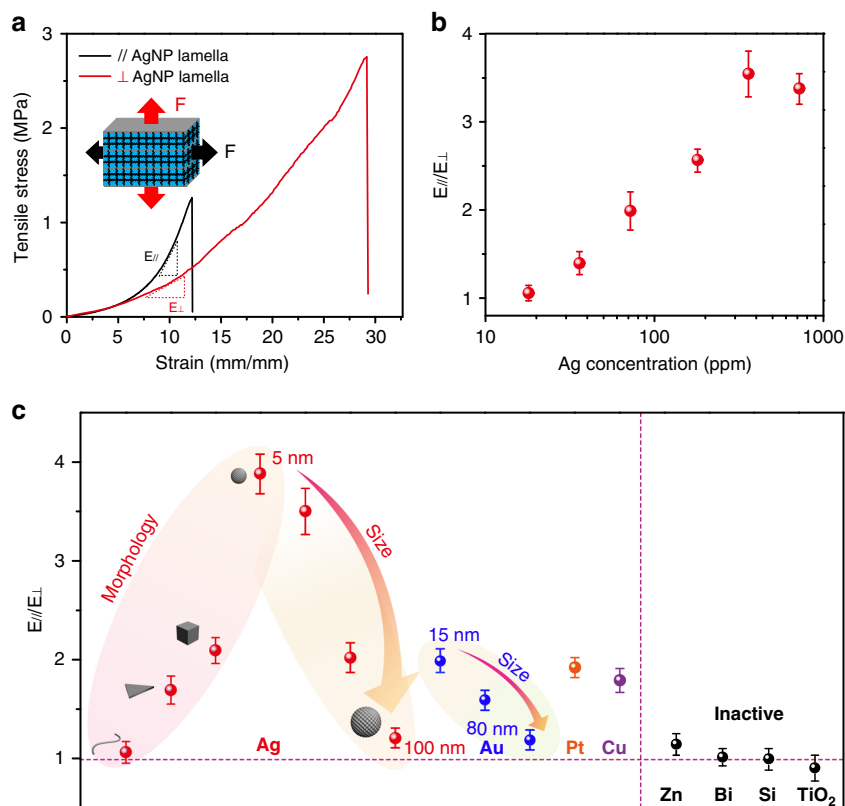 a
// AgNP lamella
⊥ AgNP lamella
F
F
E//
E⊥
Tensile stress (MPa)
0
1
2
3
0
5
10
15
20
25
30
Strain (mm/mm)
b
E///E⊥
1
2
3
4
10
100
1000
Ag concentration (ppm)
c
E///E⊥
1
2
3
4
Morphology
5 nm
Size
100 nm
Ag
15 nm
Size
80 nm
Au
Pt
Cu
Inactive
Zn
Bi
Si
TiO₂